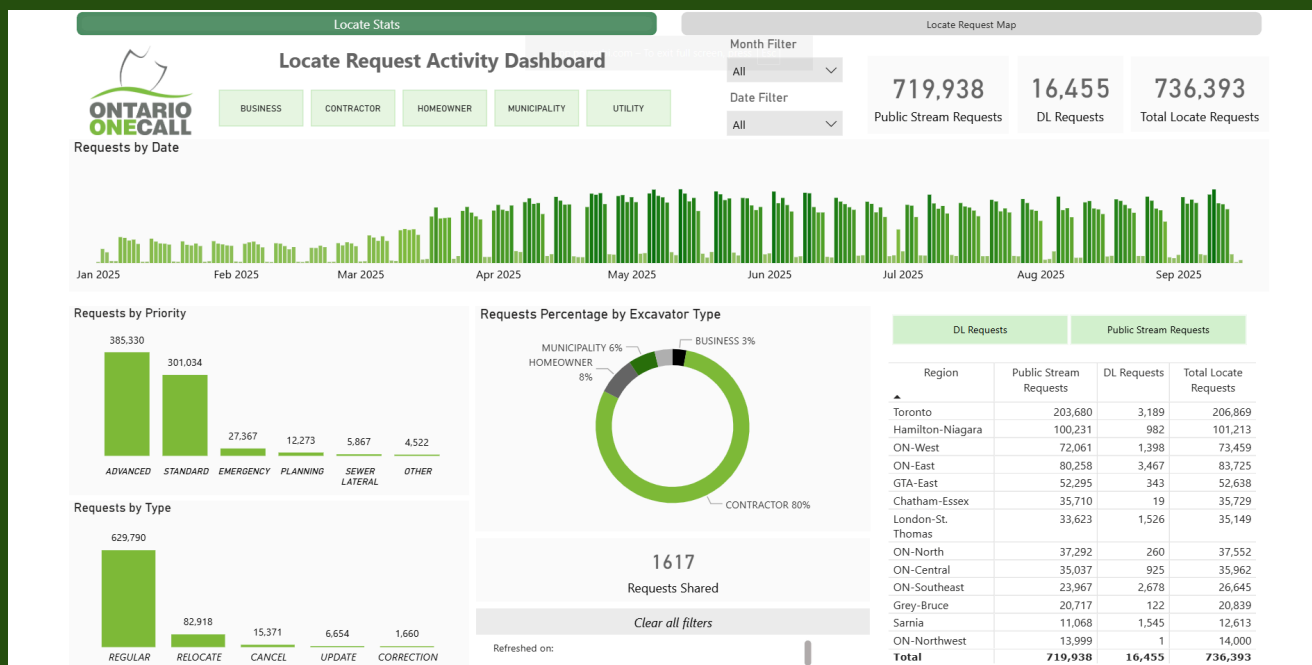 Locate Stats
Locate Request Map
ONTARIO
ONECALL
Locate Request Activity Dashboard
BUSINESS
CONTRACTOR
HOMEOWNER
MUNICIPALITY
UTILITY
Month Filter
All
Date Filter
All
719,938
Public Stream Requests
16,455
DL Requests
736,393
Total Locate Requests
Requests by Date
Jan 2025 Feb 2025 Mar 2025 Apr 2025 May 2025 Jun 2025 Jul 2025 Aug 2025 Sep 2025
Requests by Priority
385,330
301,034
27,367
12,273
5,867
4,522
ADVANCED STANDARD EMERGENCY PLANNING SEWER OTHER
LATERAL
Requests by Type
629,790
82,918
15,371
6,654
1,660
REGULAR RELOCATE CANCEL UPDATE CORRECTION
Requests Percentage by Excavator Type
BUSINESS 3%
MUNICIPALITY 6%
HOMEOWNER
8%
CONTRACTOR 80%
1617
Requests Shared
Clear all filters
Refreshed on:
DL Requests
Public Stream Requests
Region Public Stream DL Requests Total Locate
Requests Requests
Toronto 203,680 3,189 206,869
Hamilton-Niagara 100,231 982 101,213
ON-West 72,061 1,398 73,459
ON-East 80,258 3,467 83,725
GTA-East 52,295 343 52,638
Chatham-Essex 35,710 19 35,729
London-St. 33,623 1,526 35,149
Thomas
ON-North 37,292 260 37,552
ON-Central 35,037 925 35,962
ON-Southeast 23,967 2,678 26,645
Grey-Bruce 20,717 122 20,839
Sarnia 11,068 1,545 12,613
ON-Northwest 13,999 1 14,000
Total 719,938 16,455 736,393